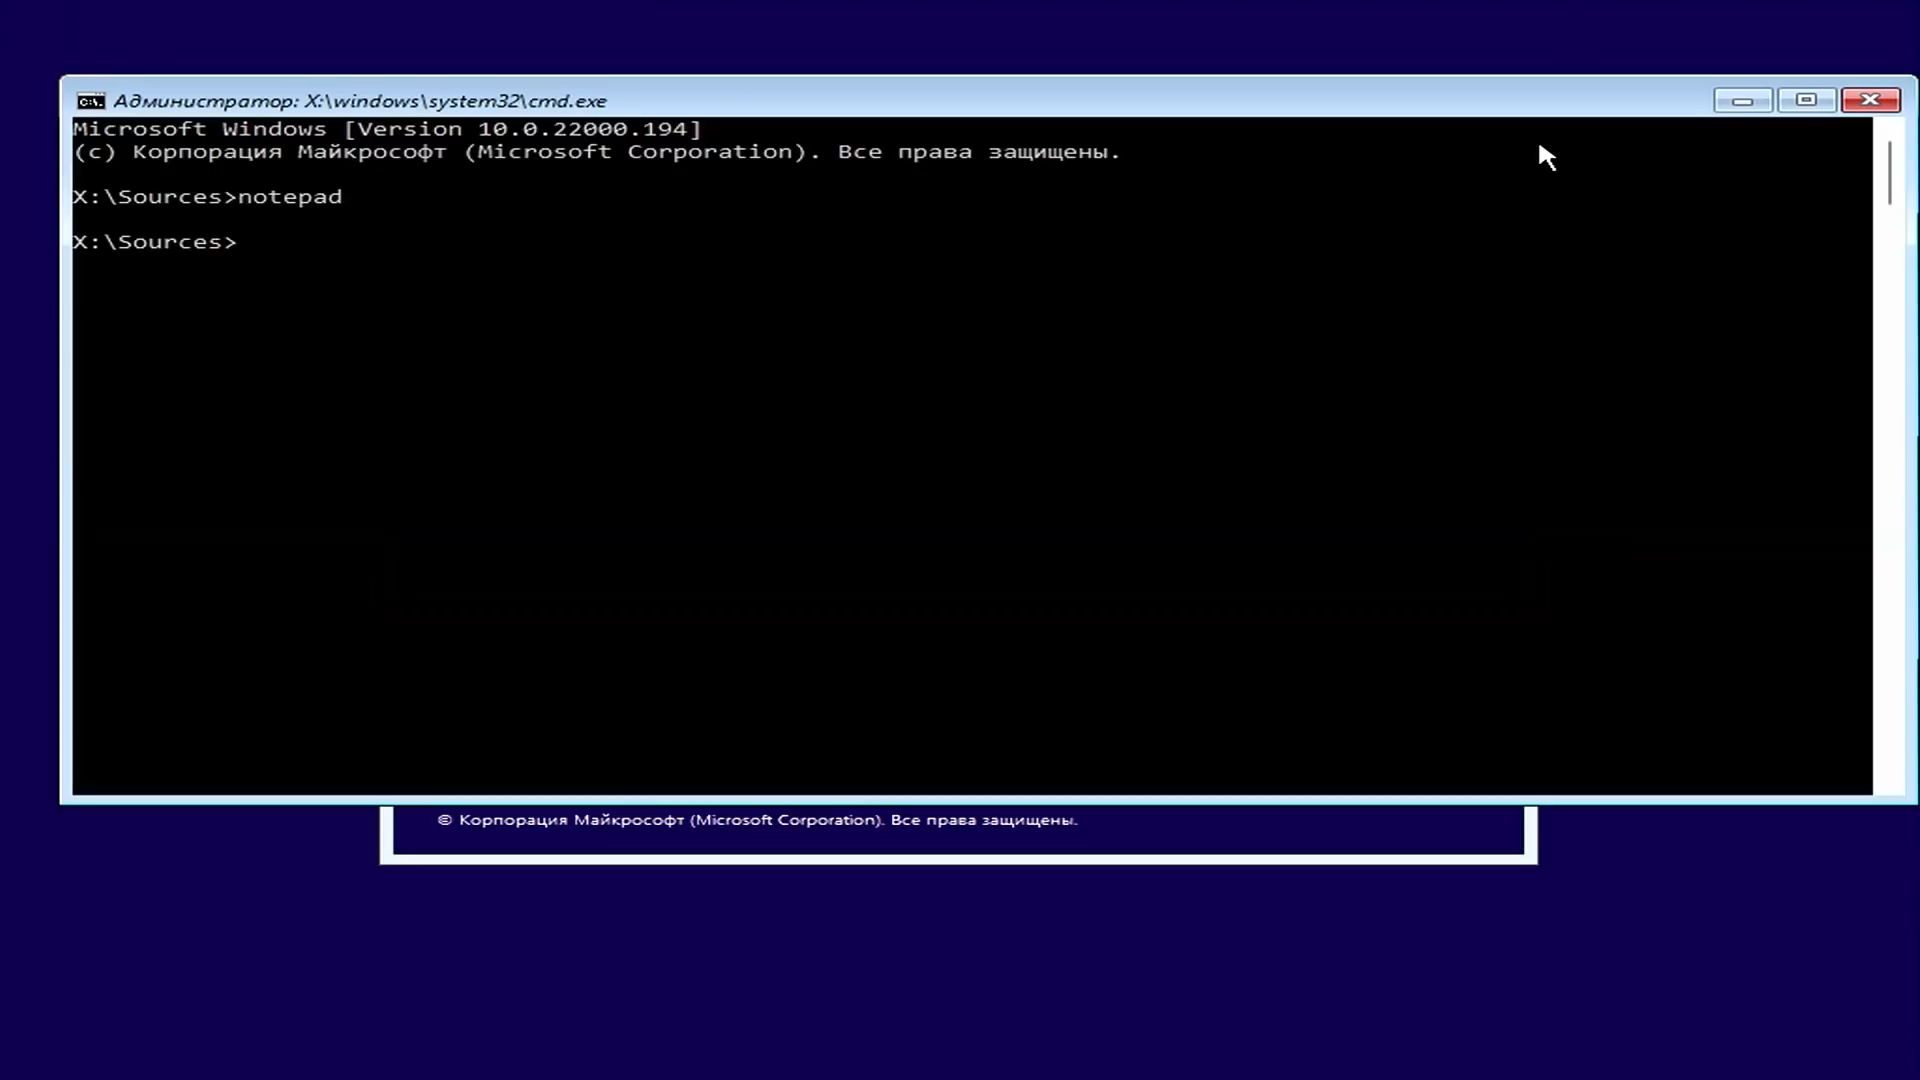 Администратор: X:\windows\system32\cmd.exe
Microsoft Windows [Version 10.0.22000.194]
(c) Корпорация Майкрософт (Microsoft Corporation). Все права защищены.
X:\Sources>notepad
X:\Sources>
© Корпорация Майкрософт (Microsoft Corporation). Все права защищены.